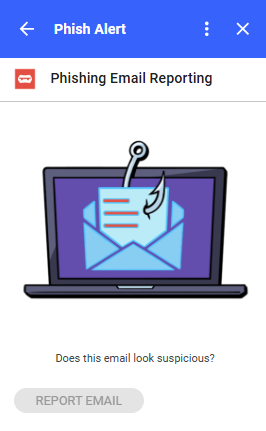 Phish Alert
Phishing Email Reporting
Does this email look suspicious?
REPORT EMAIL